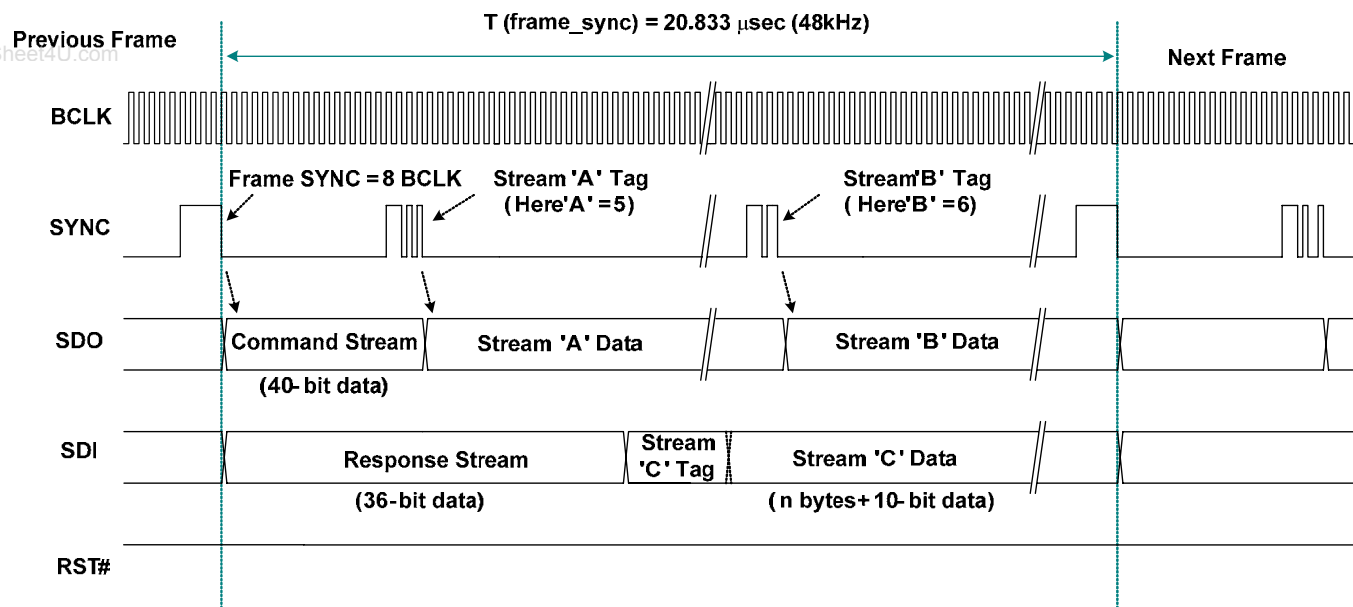 T (frame_sync) = 20.833 μsec (48kHz)
Previous Frame
Sheet4U.com
Next Frame
BCLK
Frame SYNC = 8 BCLK
Stream 'A' Tag
(Here'A' = 5)
Stream'B' Tag
( Here'B' = 6)
SYNC
SDO
Command Stream
Stream 'A' Data
Stream 'B' Data
(40- bit data)
SDI
Response Stream
Stream
'C' Tag
Stream 'C' Data
(36-bit data)
( n bytes+ 10- bit data)
RST#